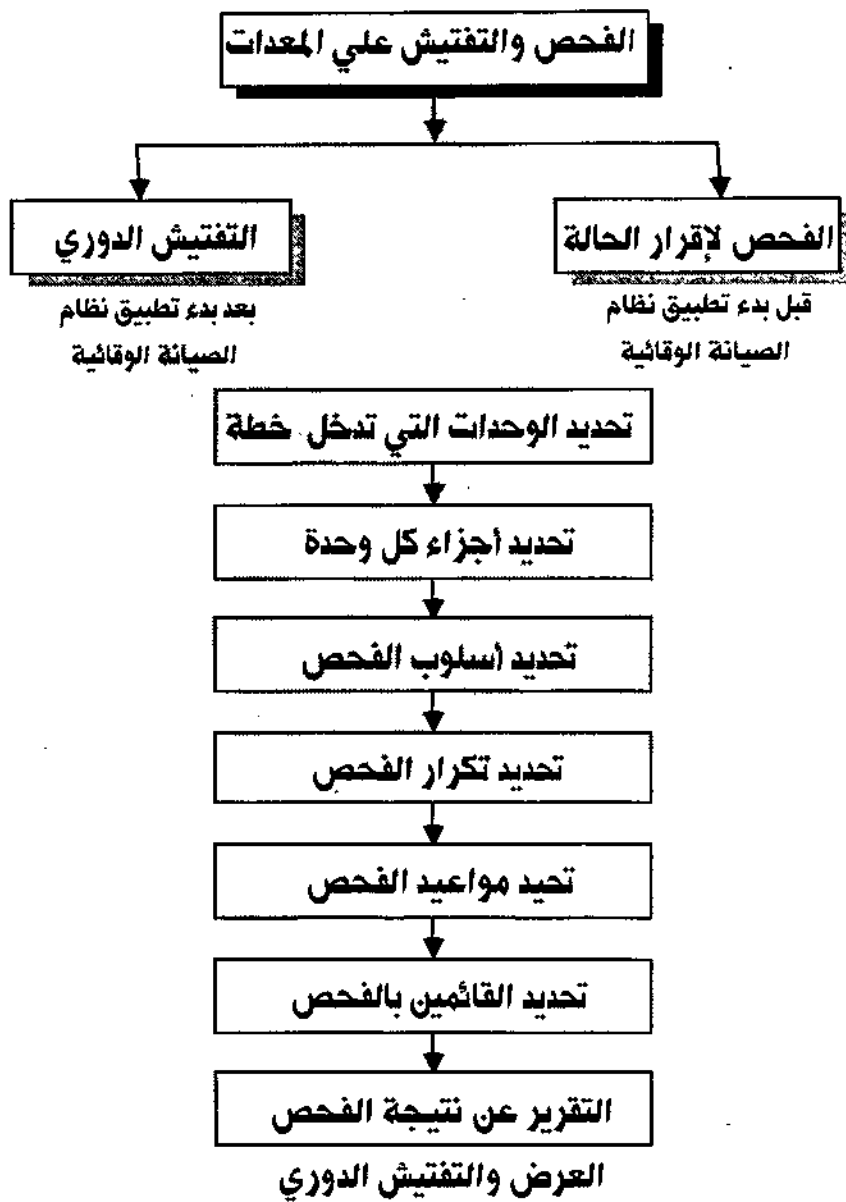 الفحص والتفتيش علي المعدات
الفحص لإقرار الحالة
قبل بدء تطبيق نظام
الصيانة الوقائية
التفتيش الدوري
بعد بدء تطبيق نظام
الصيانة الوقائية
تحديد الوحدات التي تدخل خطة
تحديد أجزاء كل وحدة
تحديد أسلوب الفحص
تحديد تكرار الفحص
تحيد مواعيد الفحص
تحديد القائمين بالفحص
التقرير عن نتيجة الفحص
العرض والتفتيش الدوري